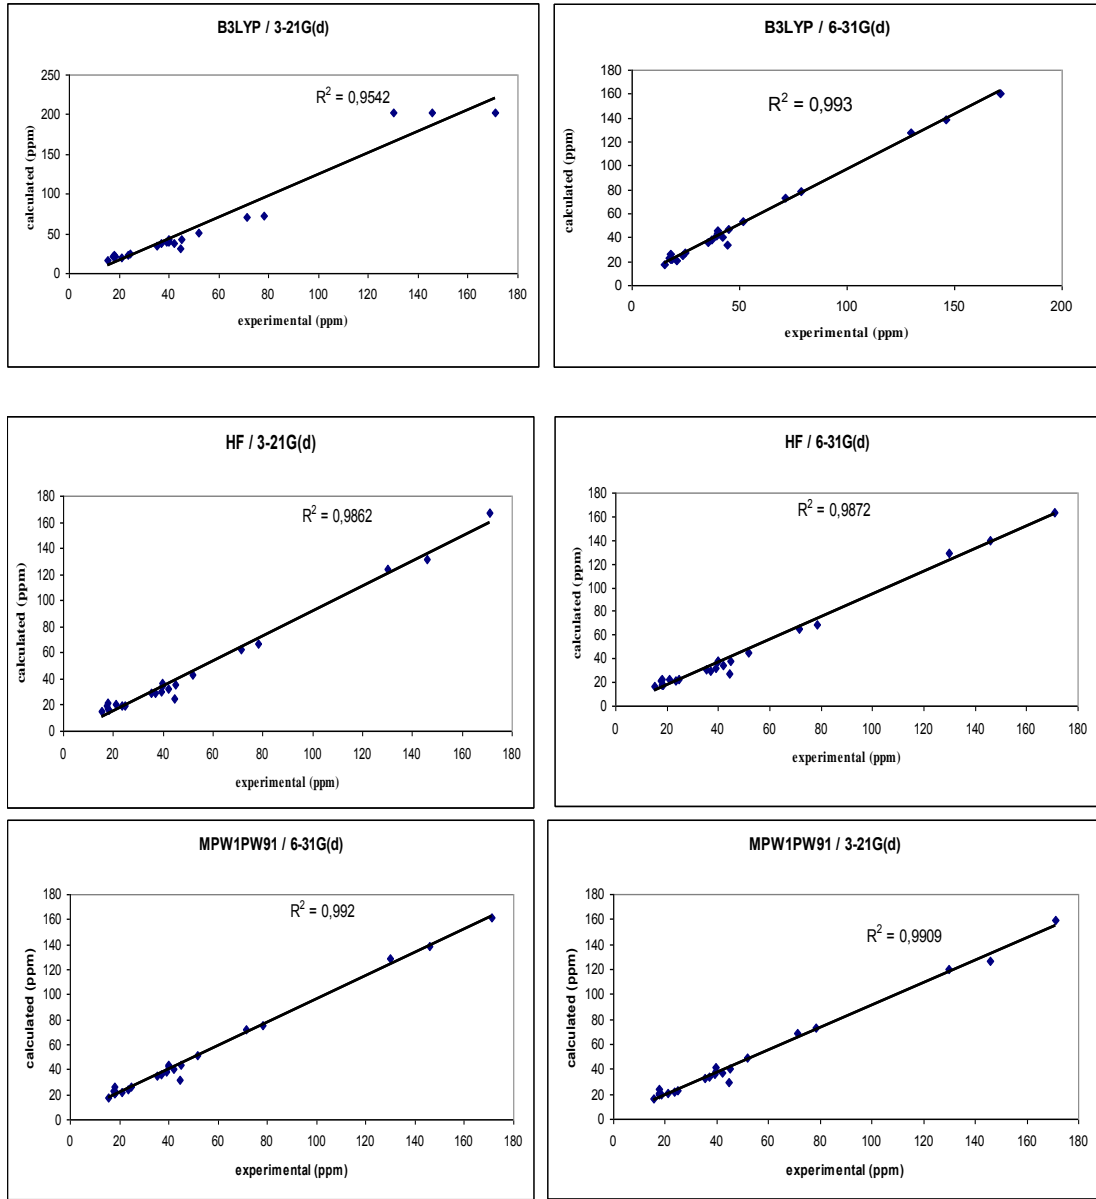 B3LYP / 3-21G(d)
R2 = 0,9542
calculated (ppm)
250
200
150
100
50
0
0 20 40 60 80 100 120 140 160 180
experimental (ppm)
B3LYP / 6-31G(d)
R2 = 0,993
calculated (ppm)
180
160
140
120
100
80
60
40
20
0
0 50 100 150 200
experimental (ppm)
HF / 3-21G(d)
R2 = 0,9862
calculated (ppm)
180
160
140
120
100
80
60
40
20
0
0 20 40 60 80 100 120 140 160 180
experimental (ppm)
HF / 6-31G(d)
R2 = 0,9872
calculated (ppm)
180
160
140
120
100
80
60
40
20
0
0 20 40 60 80 100 120 140 160 180
experimental (ppm)
MPW1PW91 / 6-31G(d)
R2 = 0,992
calculated (ppm)
180
160
140
120
100
80
60
40
20
0
0 20 40 60 80 100 120 140 160 180
experimental (ppm)
MPW1PW91 / 3-21G(d)
R2 = 0,9909
calculated (ppm)
180
160
140
120
100
80
60
40
20
0
0 20 40 60 80 100 120 140 160 180
experimental (ppm)